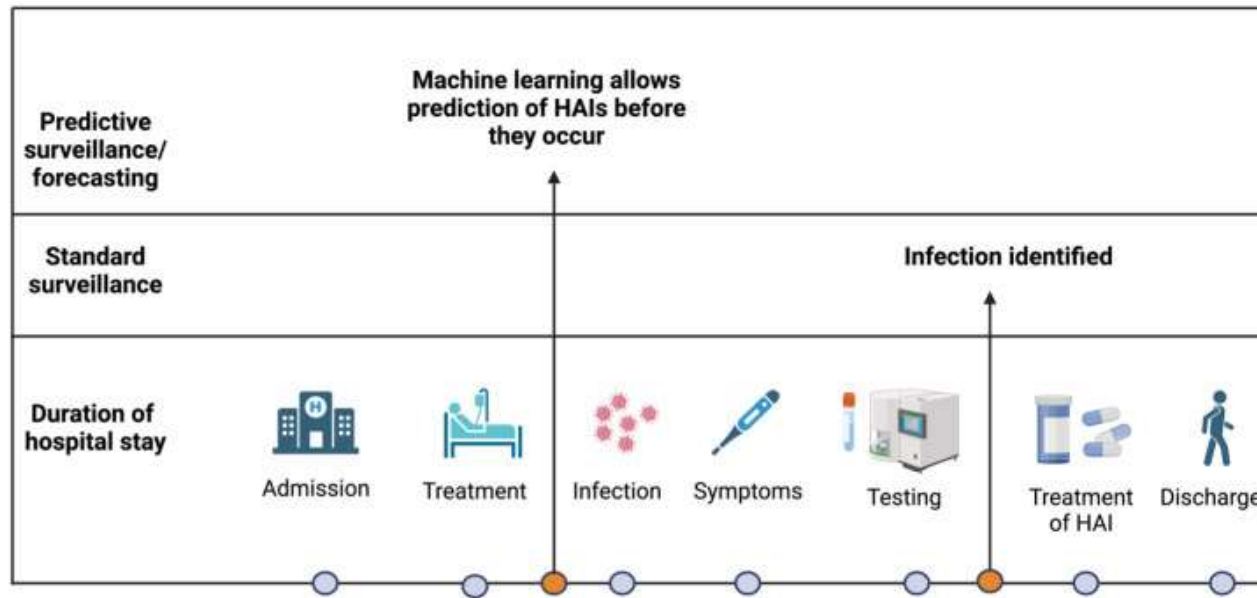 Machine learning allows
prediction of HAIs before
they occur
Predictive
surveillance/
forecasting
Standard
surveillance
Infection identified
Duration of
hospital stay
H
Admission
Treatment
Infection
Symptoms
Testing
Treatment
of HAI
Discharge